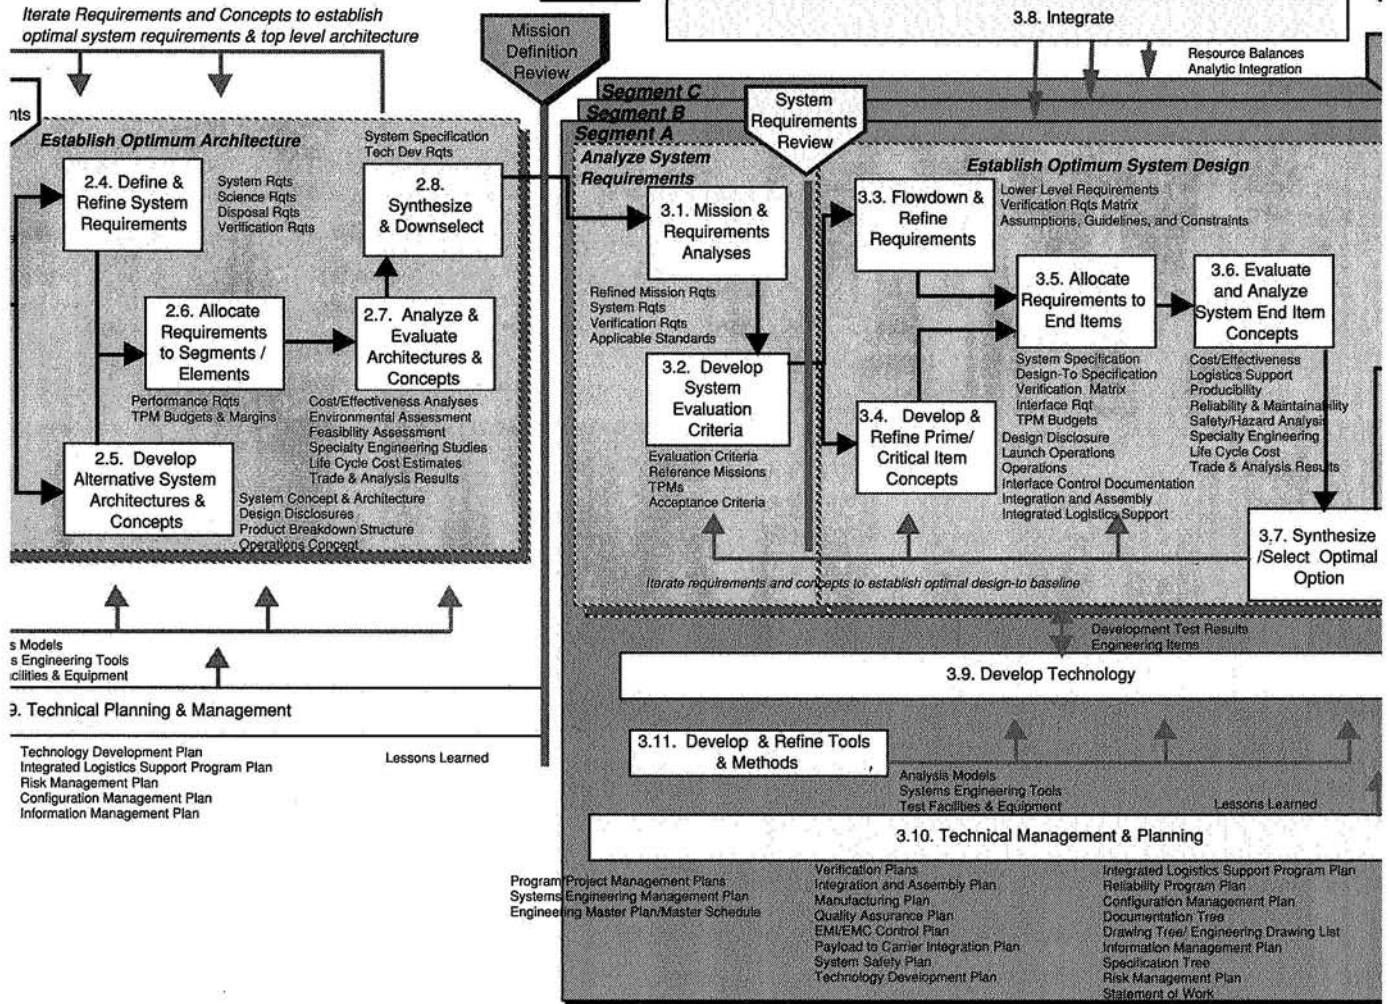 Iterate Requirements and Concepts to establish
optimal system requirements & top level architecture
nts
Establish Optimum Architecture
System Specification
Tech Dev Rqts
2.4. Define &
Refine System
Requirements
System Rqts
Science Rqts
Disposal Rqts
Verification Rqts
2.8.
Synthesize
& Downselect
2.6. Allocate
Requirements
to Segments /
Elements
Performance Rqts
TPM Budgets & Margins
2.7. Analyze &
Evaluate
Architectures &
Concepts
Cost/Effectiveness Analyses
Environmental Assessment
Feasibility Assessment
Specialty Engineering Studies
Life Cycle Cost Estimates
Trade & Analysis Results
2.5. Develop
Alternative System
Architectures &
Concepts
System Concept & Architecture
Design Disclosures
Product Breakdown Structure
Operations Concept
s Models
s Engineering Tools
cilities & Equipment
9. Technical Planning & Management
Technology Development Plan
Integrated Logistics Support Program Plan
Risk Management Plan
Configuration Management Plan
Information Management Plan
Lessons Learned
Mission
Definition
Review
3.8. Integrate
Resource Balances
Analytic Integration
Segment C
Segment B
Segment A
System
Requirements
Review
Analyze System
Requirements
3.1. Mission &
Requirements
Analyses
Refined Mission Rqts
System Rqts
Verification Rqts
Applicable Standards
3.2. Develop
System
Evaluation
Criteria
Evaluation Criteria
Reference Missions
TPMs
Acceptance Criteria
Establish Optimum System Design
3.3. Flowdown &
Refine
Requirements
Lower Level Requirements
Verification Rqts Matrix
Assumptions, Guidelines, and Constraints
3.4. Develop &
Refine Prime/
Critical Item
Concepts
3.5. Allocate
Requirements to
End Items
System Specification
Design-To Specification
Verification Matrix
Interface Rqt
TPM Budgets
Design Disclosure
Launch Operations
Operations
Interface Control Documentation
Integration and Assembly
Integrated Logistics Support
3.6. Evaluate
and Analyze
System End Item
Concepts
Cost/Effectiveness
Logistics Support
Producibility
Reliability & Maintainability
Safety/Hazard Analysis
Specialty Engineering
Life Cycle Cost
Trade & Analysis Results
3.7. Synthesize
/Select Optimal
Option
Iterate requirements and concepts to establish optimal design-to baseline
Development Test Results
Engineering Items
3.9. Develop Technology
3.11. Develop & Refine Tools
& Methods
Analysis Models
Systems Engineering Tools
Test Facilities & Equipment
Lessons Learned
3.10. Technical Management & Planning
Program/Project Management Plans
Systems Engineering Management Plan
Engineering Master Plan/Master Schedule
Verification Plans
Integration and Assembly Plan
Manufacturing Plan
Quality Assurance Plan
EMI/EMC Control Plan
Payload to Carrier Integration Plan
System Safety Plan
Technology Development Plan
Integrated Logistics Support Program Plan
Reliability Program Plan
Configuration Management Plan
Documentation Tree
Drawing Tree/ Engineering Drawing List
Information Management Plan
Specification Tree
Risk Management Plan
Statement of Work